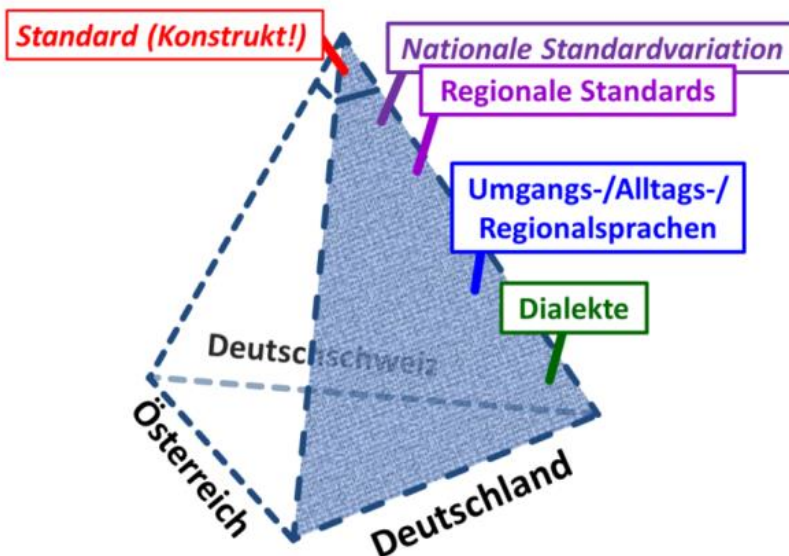 Standard (Konstrukt!)
Nationale Standardvariation
Regionale Standards
Umgangs-/Alltags-/
Regionalsprachen
Dialekte
Deutschschweiz
Österreich
Deutschland